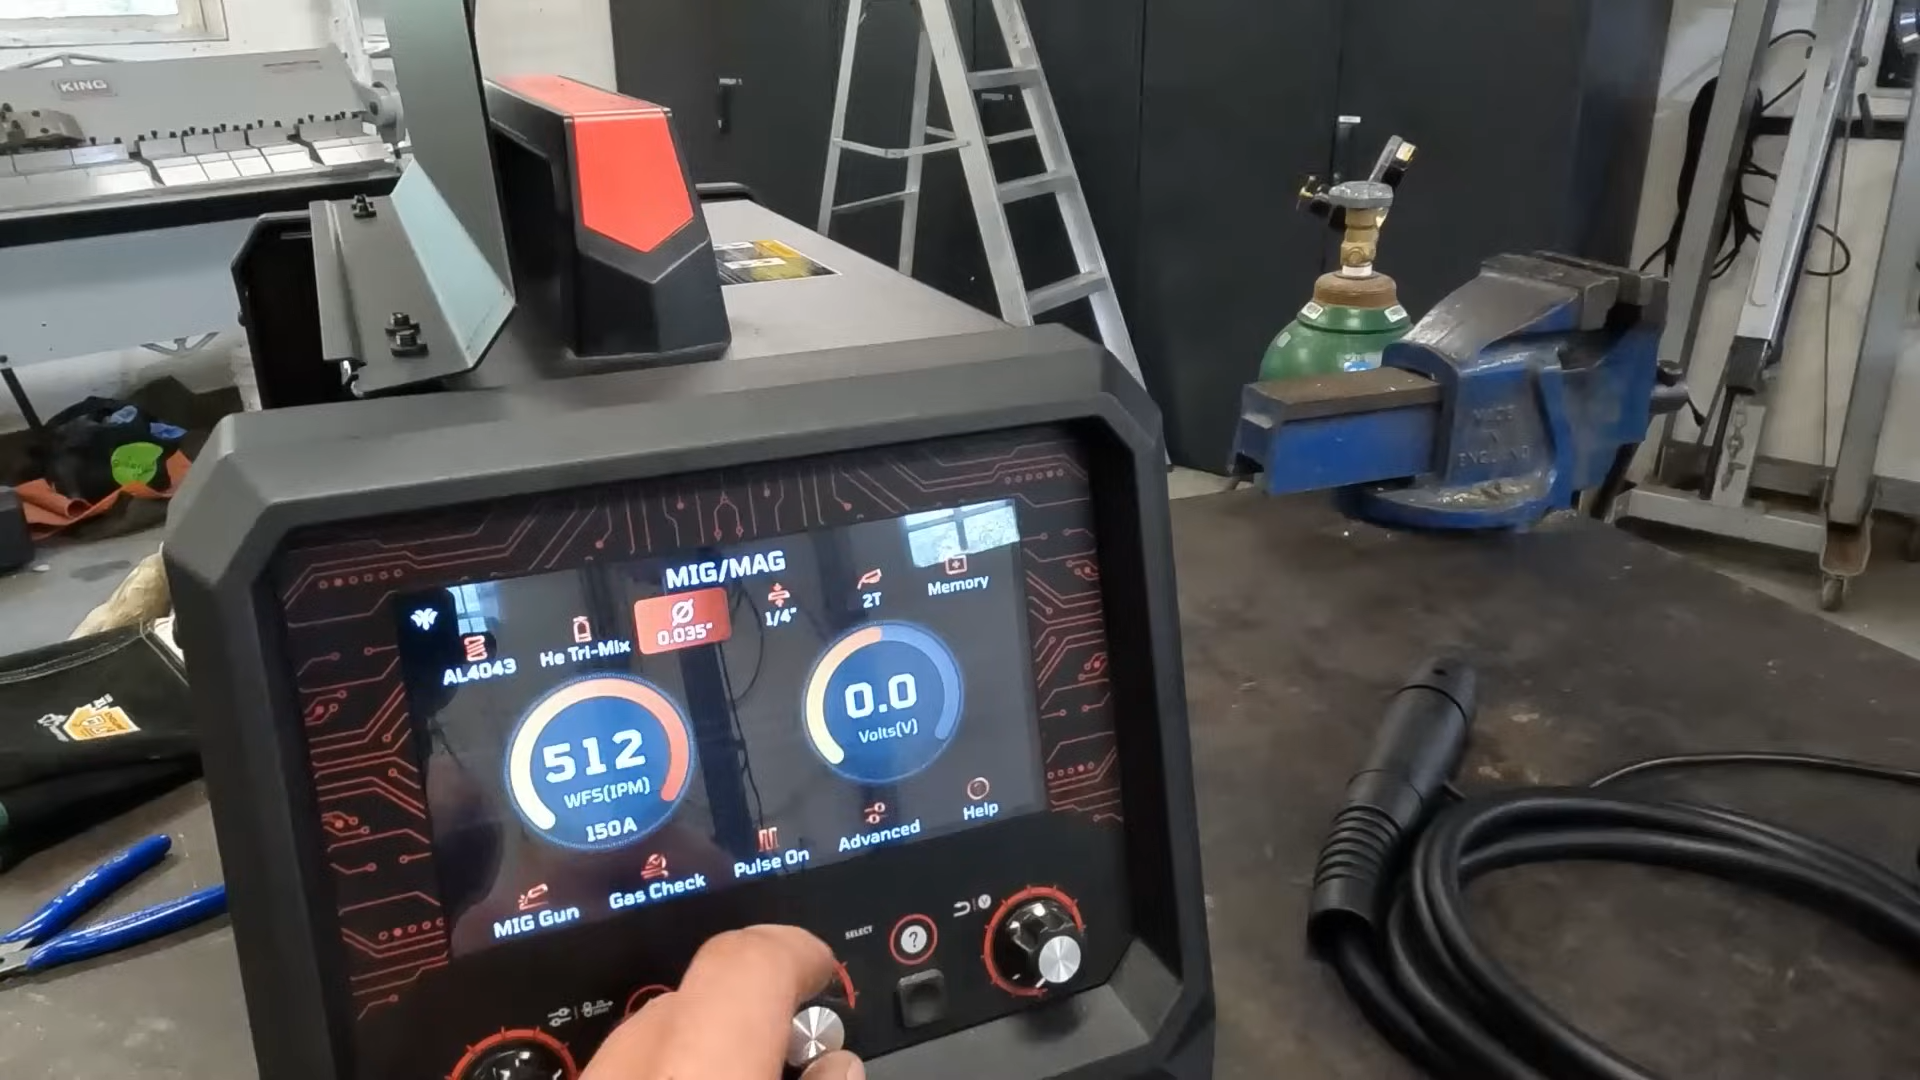 KING
MIG/MAG
AL4043
He Tri-Mix
0.035"
1/4"
2T
Memory
512
WFS(IPM)
150A
0.0
Volts(V)
MIG Gun
Gas Check
Pulse On
Advanced
Help
SELECT
?
V
MADE
IN
ENGLAND